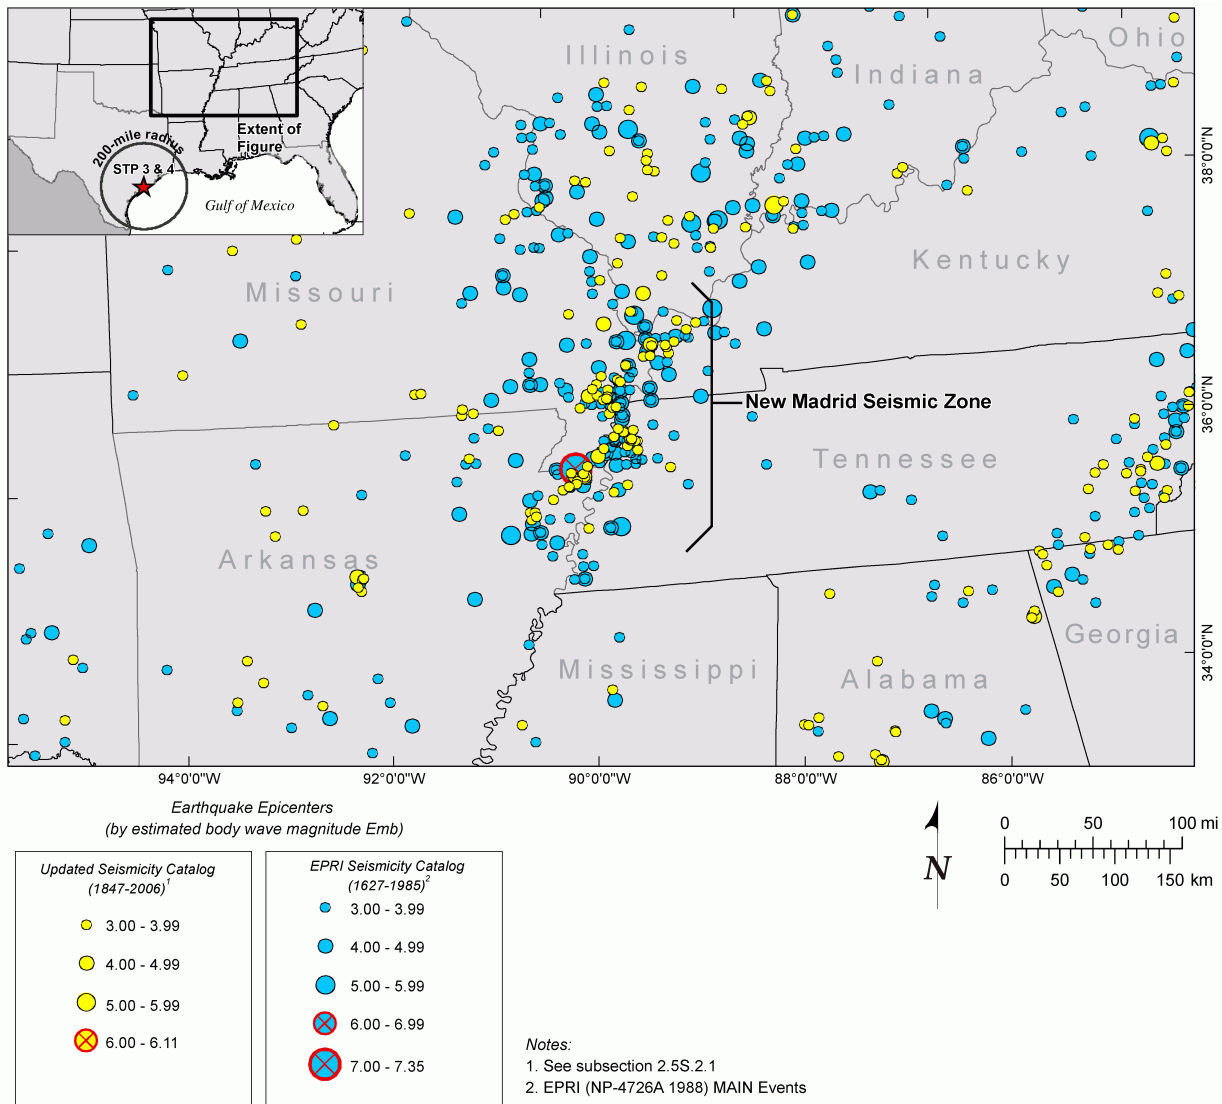 Illinois
Ohio
Indiana
200-mile radius
Extent of
Figure
STP 3 & 4
Gulf of Mexico
38°0'0"N
Kentucky
Missouri
New Madrid Seismic Zone
36°0'0"N
Tennessee
Arkansas
Georgia
34°0'0"N
Mississippi
Alabama
94°0'0"W
92°0'0"W
90°0'0"W
88°0'0"W
86°0'0"W
Earthquake Epicenters
(by estimated body wave magnitude Emb)
Updated Seismicity Catalog
(1847-2006)1
3.00 - 3.99
4.00 - 4.99
5.00 - 5.99
6.00 - 6.11
EPRI Seismicity Catalog
(1627-1985)2
3.00 - 3.99
4.00 - 4.99
5.00 - 5.99
6.00 - 6.99
7.00 - 7.35
Notes:
1. See subsection 2.5S.2.1
2. EPRI (NP-4726A 1988) MAIN Events
N
0 50 100 mi
0 50 100 150 km